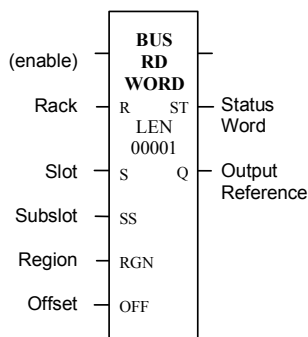 BUS
(enable) RD
WORD
Rack R ST Status
LEN Word
00001
Slot S Q Output
Reference
Subslot SS
Region RGN
Offset OFF